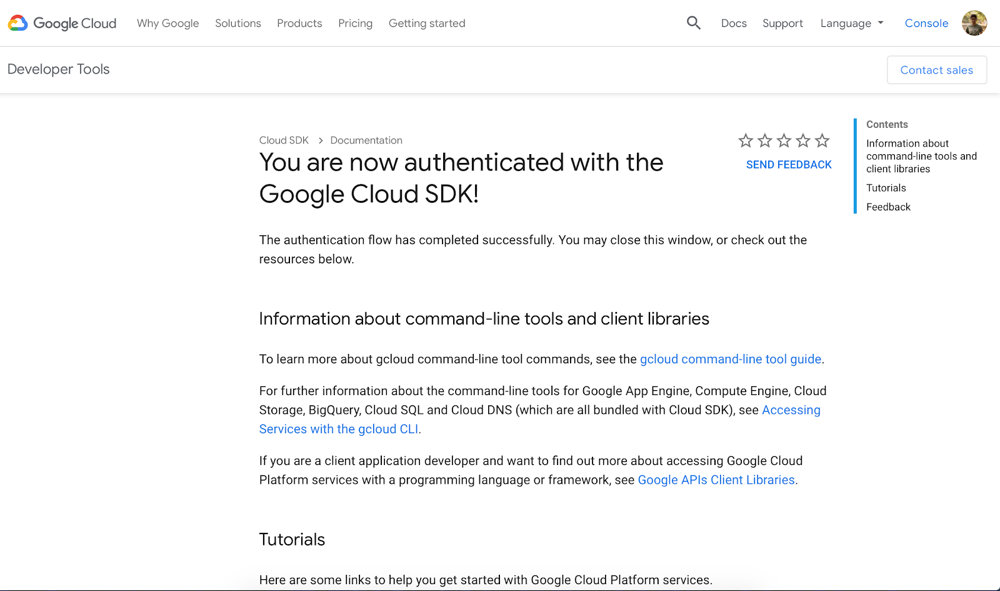 Google Cloud Why Google Solutions Products Pricing Getting started Docs Support Language Console
Developer Tools
Contact sales
Cloud SDK > Documentation
You are now authenticated with the
Google Cloud SDK!
SEND FEEDBACK
Contents
Information about
command-line tools and
client libraries
Tutorials
Feedback
The authentication flow has completed successfully. You may close this window, or check out the
resources below.
Information about command-line tools and client libraries
To learn more about gcloud command-line tool commands, see the gcloud command-line tool guide.
For further information about the command-line tools for Google App Engine, Compute Engine, Cloud
Storage, BigQuery, Cloud SQL and Cloud DNS (which are all bundled with Cloud SDK), see Accessing
Services with the gcloud CLI.
If you are a client application developer and want to find out more about accessing Google Cloud
Platform services with a programming language or framework, see Google APIs Client Libraries.
Tutorials
Here are some links to help you get started with Google Cloud Platform services.